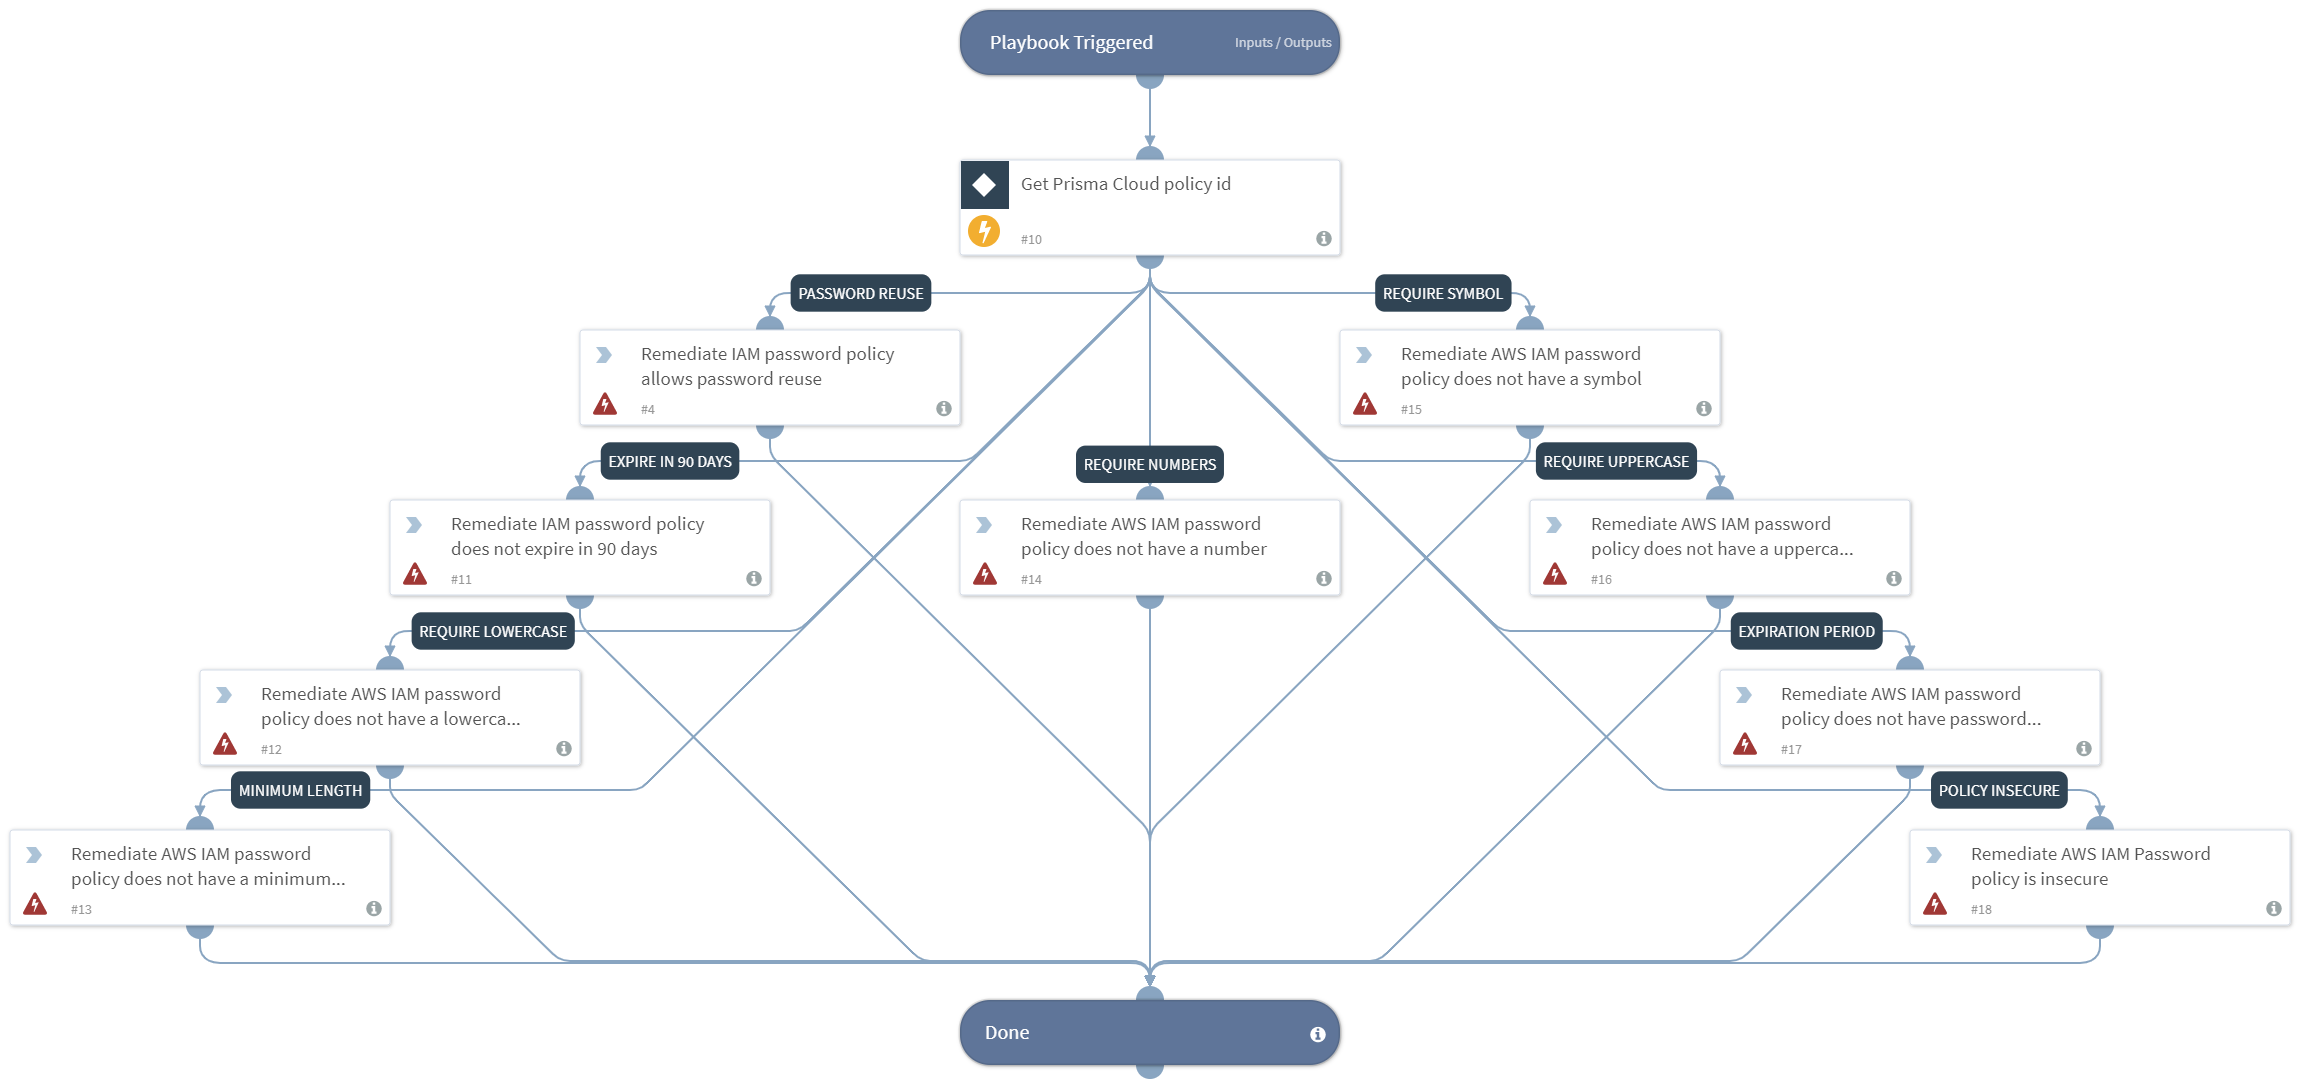 Playbook Triggered
Inputs / Outputs
Get Prisma Cloud policy id
#10
PASSWORD REUSE
REQUIRE SYMBOL
Remediate IAM password policy
allows password reuse
#4
Remediate AWS IAM password
policy does not have a symbol
#15
EXPIRE IN 90 DAYS
REQUIRE NUMBERS
REQUIRE UPPERCASE
Remediate IAM password policy
does not expire in 90 days
#11
Remediate AWS IAM password
policy does not have a number
#14
Remediate AWS IAM password
policy does not have a upperca...
#16
REQUIRE LOWERCASE
EXPIRATION PERIOD
Remediate AWS IAM password
policy does not have a lowerca...
#12
Remediate AWS IAM password
policy does not have password...
#17
MINIMUM LENGTH
POLICY INSECURE
Remediate AWS IAM password
policy does not have a minimum...
#13
Remediate AWS IAM Password
policy is insecure
#18
Done